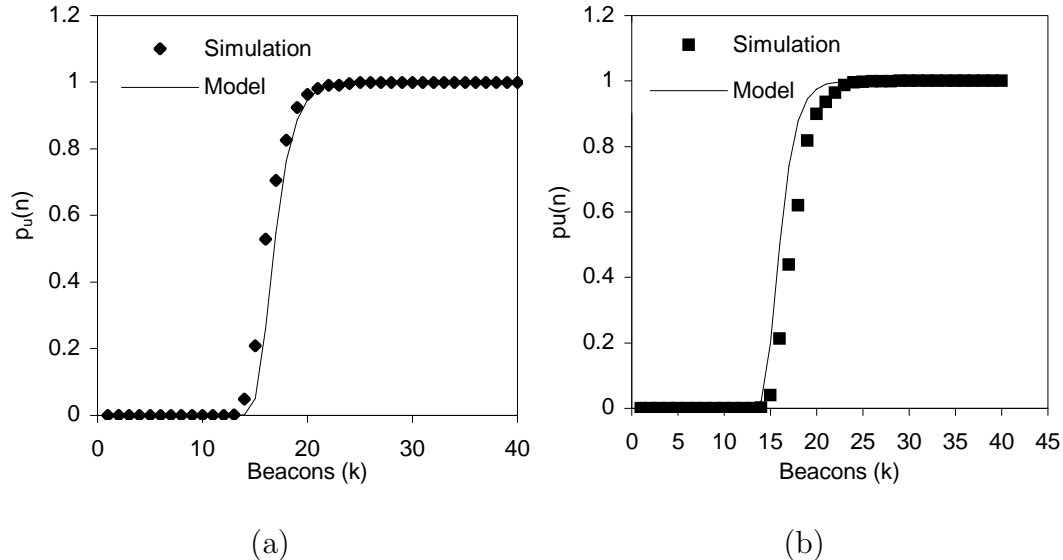 1.2
1
0.8
0.6
0.4
0.2
0
pᵤ(n)
Simulation
Model
0 10 20 30 40
Beacons (k)
(a)
1.2
1
0.8
0.6
0.4
0.2
0
pu(n)
Simulation
Model
0 5 10 15 20 25 30 35 40 45
Beacons (k)
(b)